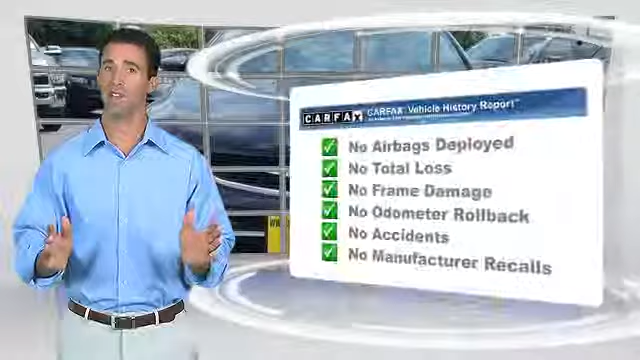 CARFAX CARFAX Vehicle History Report™
No Airbags Deployed
No Total Loss
No Frame Damage
No Odometer Rollback
No Accidents
No Manufacturer Recalls